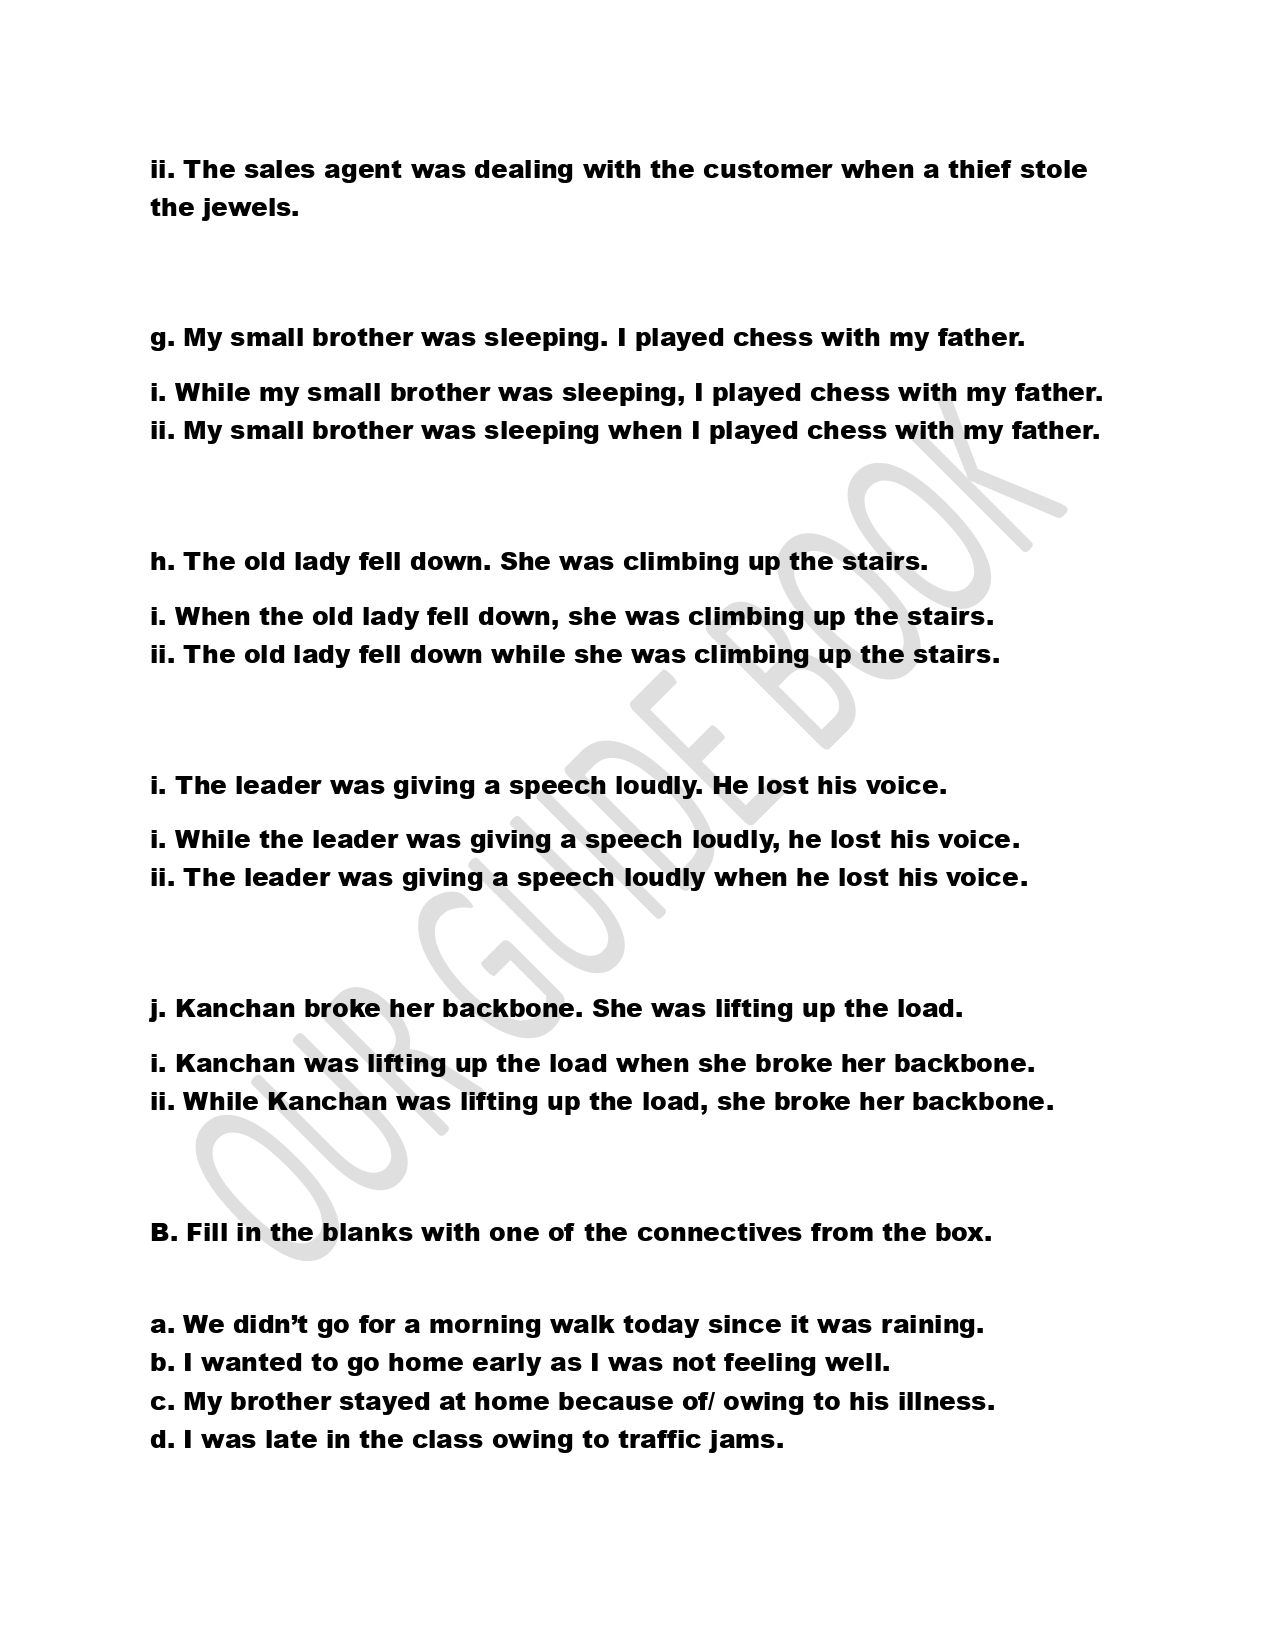 ii. The sales agent was dealing with the customer when a thief stole
the jewels.
g. My small brother was sleeping. I played chess with my father.
i. While my small brother was sleeping, I played chess with my father.
ii. My small brother was sleeping when I played chess with my father.
h. The old lady fell down. She was climbing up the stairs.
i. When the old lady fell down, she was climbing up the stairs.
ii. The old lady fell down while she was climbing up the stairs.
i. The leader was giving a speech loudly. He lost his voice.
i. While the leader was giving a speech loudly, he lost his voice.
ii. The leader was giving a speech loudly when he lost his voice.
j. Kanchan broke her backbone. She was lifting up the load.
i. Kanchan was lifting up the load when she broke her backbone.
ii. While Kanchan was lifting up the load, she broke her backbone.
B. Fill in the blanks with one of the connectives from the box.
a. We didn’t go for a morning walk today since it was raining.
b. I wanted to go home early as I was not feeling well.
c. My brother stayed at home because of/ owing to his illness.
d. I was late in the class owing to traffic jams.
OUR GUIDE BOOK